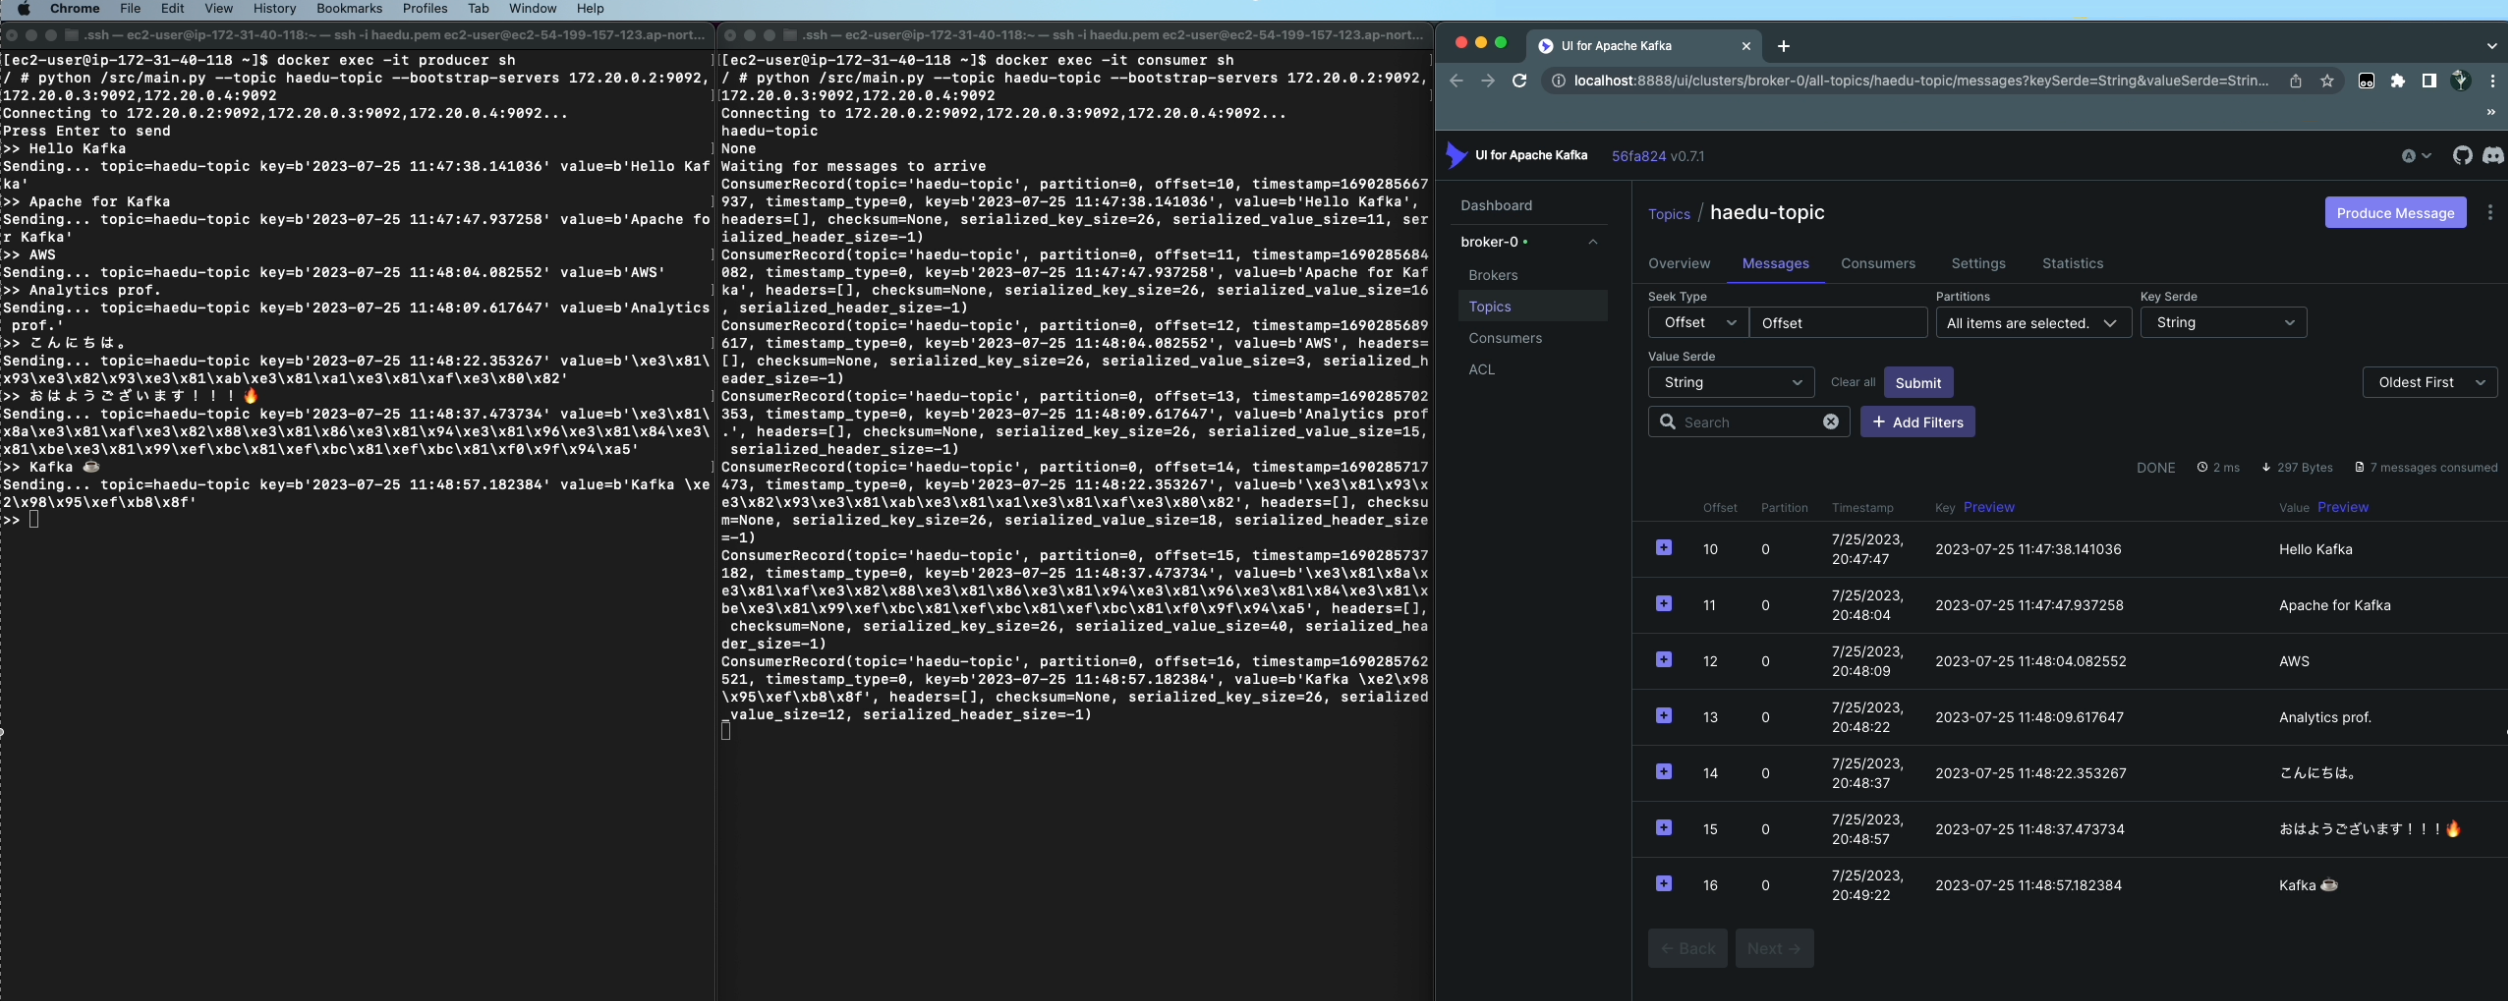 Chrome File Edit View History Bookmarks Profiles Tab Window Help
.ssh — ec2-user@ip-172-31-40-118:~ — ssh -i haedu.pem ec2-user@ec2-54-199-157-123.ap-nort...
[ec2-user@ip-172-31-40-118 ~]$ docker exec -it producer sh
/ # python /src/main.py --topic haedu-topic --bootstrap-servers 172.20.0.2:9092,
172.20.0.3:9092,172.20.0.4:9092
Connecting to 172.20.0.2:9092,172.20.0.3:9092,172.20.0.4:9092...
Press Enter to send
>> Hello Kafka
Sending... topic=haedu-topic key=b'2023-07-25 11:47:38.141036' value=b'Hello Kaf
ka'
>> Apache for Kafka
Sending... topic=haedu-topic key=b'2023-07-25 11:47:47.937258' value=b'Apache fo
r Kafka'
>> AWS
Sending... topic=haedu-topic key=b'2023-07-25 11:48:04.082552' value=b'AWS'
>> Analytics prof.
Sending... topic=haedu-topic key=b'2023-07-25 11:48:09.617647' value=b'Analytics
 prof.'
>> こんにちは。
Sending... topic=haedu-topic key=b'2023-07-25 11:48:22.353267' value=b'\xe3\x81\
x93\xe3\x82\x93\xe3\x81\xab\xe3\x81\xa1\xe3\x81\xaf\xe3\x80\x82'
>> おはようございます！！！🔥
Sending... topic=haedu-topic key=b'2023-07-25 11:48:37.473734' value=b'\xe3\x81\
x8a\xe3\x81\xaf\xe3\x82\x88\xe3\x81\x86\xe3\x81\x94\xe3\x81\x96\xe3\x81\x84\xe3\
x81\xbe\xe3\x81\x99\xef\xbc\x81\xef\xbc\x81\xef\xbc\x81\xf0\x9f\x94\xa5'
>> Kafka ☕️
Sending... topic=haedu-topic key=b'2023-07-25 11:48:57.182384' value=b'Kafka \xe
2\x98\x95\xef\xb8\x8f'
>>
.ssh — ec2-user@ip-172-31-40-118:~ — ssh -i haedu.pem ec2-user@ec2-54-199-157-123.ap-nort...
[ec2-user@ip-172-31-40-118 ~]$ docker exec -it consumer sh
/ # python /src/main.py --topic haedu-topic --bootstrap-servers 172.20.0.2:9092,
172.20.0.3:9092,172.20.0.4:9092
Connecting to 172.20.0.2:9092,172.20.0.3:9092,172.20.0.4:9092...
haedu-topic
None
Waiting for messages to arrive
ConsumerRecord(topic='haedu-topic', partition=0, offset=10, timestamp=1690285667
937, timestamp_type=0, key=b'2023-07-25 11:47:38.141036', value=b'Hello Kafka',
headers=[], checksum=None, serialized_key_size=26, serialized_value_size=11, ser
ialized_header_size=-1)
ConsumerRecord(topic='haedu-topic', partition=0, offset=11, timestamp=1690285684
082, timestamp_type=0, key=b'2023-07-25 11:47:47.937258', value=b'Apache for Kaf
ka', headers=[], checksum=None, serialized_key_size=26, serialized_value_size=16
, serialized_header_size=-1)
ConsumerRecord(topic='haedu-topic', partition=0, offset=12, timestamp=1690285689
617, timestamp_type=0, key=b'2023-07-25 11:48:04.082552', value=b'AWS', headers=
[], checksum=None, serialized_key_size=26, serialized_value_size=3, serialized_h
eader_size=-1)
ConsumerRecord(topic='haedu-topic', partition=0, offset=13, timestamp=1690285702
353, timestamp_type=0, key=b'2023-07-25 11:48:09.617647', value=b'Analytics prof
.', headers=[], checksum=None, serialized_key_size=26, serialized_value_size=15,
 serialized_header_size=-1)
ConsumerRecord(topic='haedu-topic', partition=0, offset=14, timestamp=1690285717
473, timestamp_type=0, key=b'2023-07-25 11:48:22.353267', value=b'\xe3\x81\x93\x
e3\x82\x93\xe3\x81\xab\xe3\x81\xa1\xe3\x81\xaf\xe3\x80\x82', headers=[], checksu
m=None, serialized_key_size=26, serialized_value_size=18, serialized_header_size
=-1)
ConsumerRecord(topic='haedu-topic', partition=0, offset=15, timestamp=1690285737
182, timestamp_type=0, key=b'2023-07-25 11:48:37.473734', value=b'\xe3\x81\x8a\x
e3\x81\xaf\xe3\x82\x88\xe3\x81\x86\xe3\x81\x94\xe3\x81\x96\xe3\x81\x84\xe3\x81\x
be\xe3\x81\x99\xef\xbc\x81\xef\xbc\x81\xef\xbc\x81\xf0\x9f\x94\xa5', headers=[],
 checksum=None, serialized_key_size=26, serialized_value_size=40, serialized_hea
der_size=-1)
ConsumerRecord(topic='haedu-topic', partition=0, offset=16, timestamp=1690285762
521, timestamp_type=0, key=b'2023-07-25 11:48:57.182384', value=b'Kafka \xe2\x98
\x95\xef\xb8\x8f', headers=[], checksum=None, serialized_key_size=26, serialized
_value_size=12, serialized_header_size=-1)
UI for Apache Kafka
localhost:8888/ui/clusters/broker-0/all-topics/haedu-topic/messages?keySerde=String&valueSerde=Strin...
UI for Apache Kafka 56fa824 v0.7.1
Dashboard
broker-0
Brokers
Topics
Consumers
ACL
Topics / haedu-topic
Produce Message
Overview Messages Consumers Settings Statistics
Seek Type Partitions Key Serde
Offset Offset All items are selected. String
Value Serde
String Clear all Submit Oldest First
Search + Add Filters
DONE 2 ms 297 Bytes 7 messages consumed
Offset Partition Timestamp Key Preview Value Preview
10 0 7/25/2023, 20:47:47 2023-07-25 11:47:38.141036 Hello Kafka
11 0 7/25/2023, 20:48:04 2023-07-25 11:47:47.937258 Apache for Kafka
12 0 7/25/2023, 20:48:09 2023-07-25 11:48:04.082552 AWS
13 0 7/25/2023, 20:48:22 2023-07-25 11:48:09.617647 Analytics prof.
14 0 7/25/2023, 20:48:37 2023-07-25 11:48:22.353267 こんにちは。
15 0 7/25/2023, 20:48:57 2023-07-25 11:48:37.473734 おはようございます！！！🔥
16 0 7/25/2023, 20:49:22 2023-07-25 11:48:57.182384 Kafka ☕️
← Back Next →